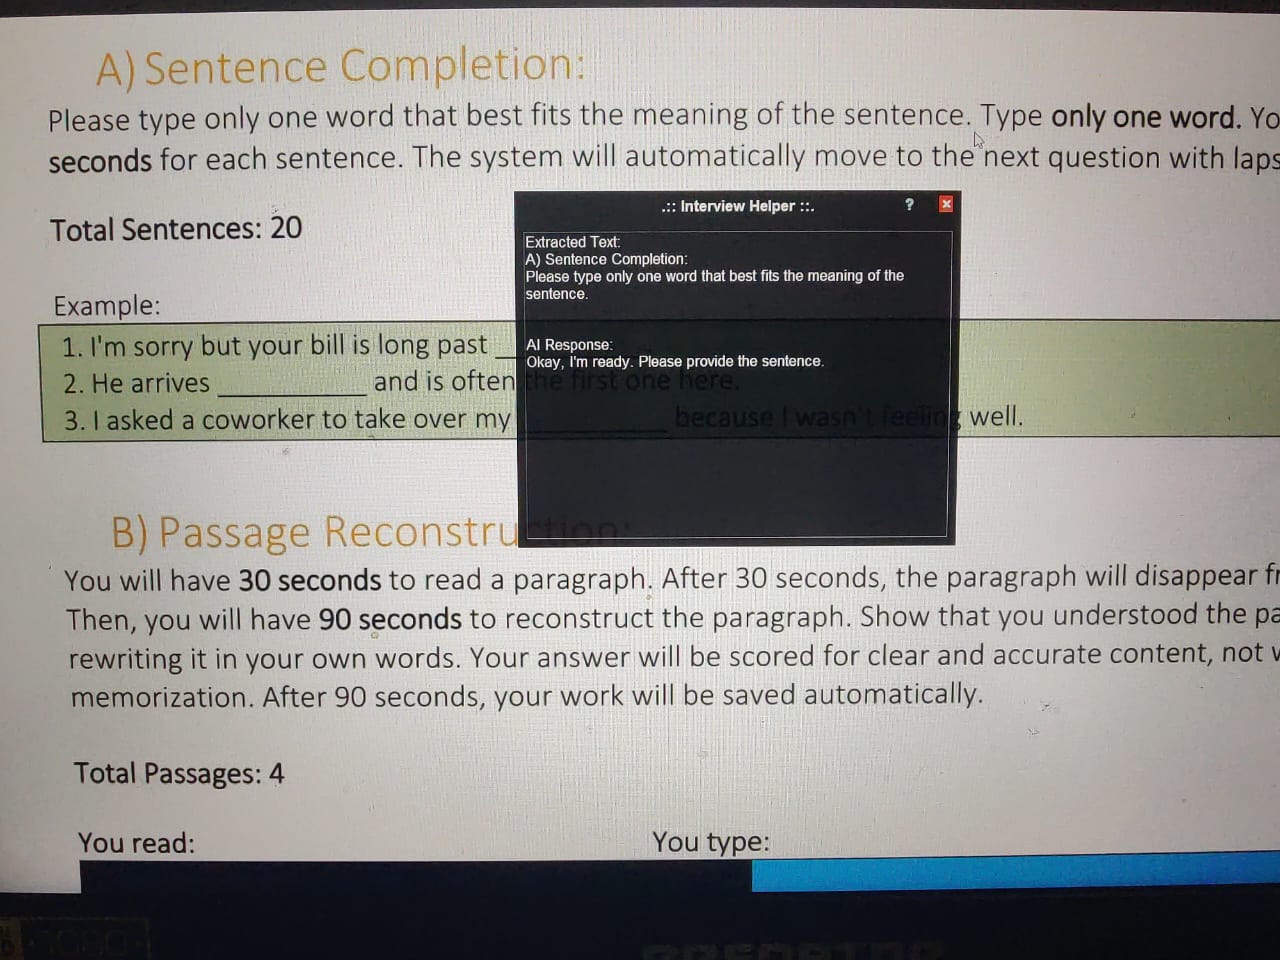 A) Sentence Completion:
Please type only one word that best fits the meaning of the sentence. Type only one word. Yo
seconds for each sentence. The system will automatically move to the next question with laps
Total Sentences: 20
.:: Interview Helper ::.
?
x
Extracted Text:
A) Sentence Completion:
Please type only one word that best fits the meaning of the
sentence.
AI Response:
Okay, I'm ready. Please provide the sentence.
Example:
1. I'm sorry but your bill is long past ___
2. He arrives __________ and is often the first one here.
3. I asked a coworker to take over my __________ because I wasn't feeling well.
B) Passage Reconstruction:
You will have 30 seconds to read a paragraph. After 30 seconds, the paragraph will disappear fr
Then, you will have 90 seconds to reconstruct the paragraph. Show that you understood the pa
rewriting it in your own words. Your answer will be scored for clear and accurate content, not w
memorization. After 90 seconds, your work will be saved automatically.
Total Passages: 4
You read:
You type: